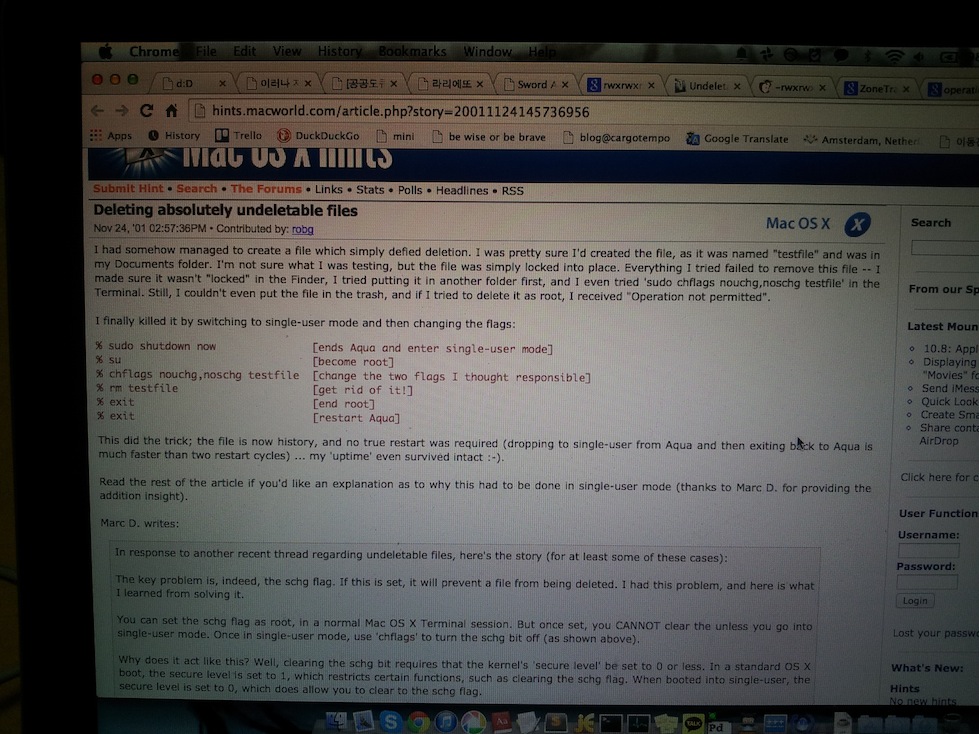 Chrome File Edit View History Bookmarks Window Help
d:D
이러나
[공공도
라리에또
Sword A
rwxrwx
Undelet
-rwxrw
ZoneTra
operati
hints.macworld.com/article.php?story=20011124145736956
Apps History Trello DuckDuckGo mini be wise or be brave blog@cargotempo Google Translate Amsterdam, Nether 이동
Mac OS X Hints
Submit Hint • Search • The Forums • Links • Stats • Polls • Headlines • RSS
Deleting absolutely undeletable files
Nov 24, '01 02:57:36PM • Contributed by: robg
Mac OS X X
I had somehow managed to create a file which simply defied deletion. I was pretty sure I'd created the file, as it was named "testfile" and was in
my Documents folder. I'm not sure what I was testing, but the file was simply locked into place. Everything I tried failed to remove this file -- I
made sure it wasn't "locked" in the Finder, I tried putting it in another folder first, and I even tried 'sudo chflags nouchg,noschg testfile' in the
Terminal. Still, I couldn't even put the file in the trash, and if I tried to delete it as root, I received "Operation not permitted".
I finally killed it by switching to single-user mode and then changing the flags:
% sudo shutdown now [ends Aqua and enter single-user mode]
% su [become root]
% chflags nouchg,noschg testfile [change the two flags I thought responsible]
% rm testfile [get rid of it!]
% exit [end root]
% exit [restart Aqua]
This did the trick; the file is now history, and no true restart was required (dropping to single-user from Aqua and then exiting back to Aqua is
much faster than two restart cycles) ... my 'uptime' even survived intact :-).
Read the rest of the article if you'd like an explanation as to why this had to be done in single-user mode (thanks to Marc D. for providing the
addition insight).
Marc D. writes:
In response to another recent thread regarding undeletable files, here's the story (for at least some of these cases):
The key problem is, indeed, the schg flag. If this is set, it will prevent a file from being deleted. I had this problem, and here is what
I learned from solving it.
You can set the schg flag as root, in a normal Mac OS X Terminal session. But once set, you CANNOT clear the unless you go into
single-user mode. Once in single-user mode, use 'chflags' to turn the schg bit off (as shown above).
Why does it act like this? Well, clearing the schg bit requires that the kernel's 'secure level' be set to 0 or less. In a standard OS X
boot, the secure level is set to 1, which restricts certain functions, such as clearing the schg flag. When booted into single-user, the
secure level is set to 0, which does allow you to clear to the schg flag.
Search
From our Sp
Latest Moun
10.8: Appl
Displaying
"Movies" fo
Send iMess
Quick Look
Create Sma
Share conta
AirDrop
Click here for c
User Function
Username:
Password:
Login
Lost your passwo
What's New:
Hints
No new hints
Aa
TALK
Pd